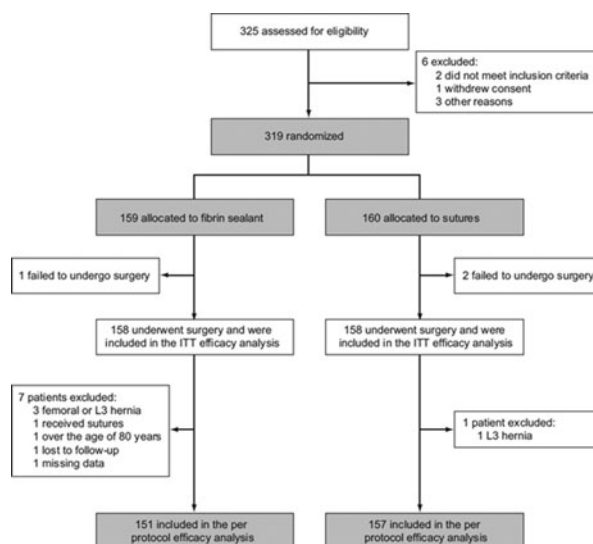 325 assessed for eligibility
6 excluded:
2 did not meet inclusion criteria
1 withdrew consent
3 other reasons
319 randomized
159 allocated to fibrin sealant
160 allocated to sutures
1 failed to undergo surgery
2 failed to undergo surgery
158 underwent surgery and were
included in the ITT efficacy analysis
158 underwent surgery and were
included in the ITT efficacy analysis
7 patients excluded:
3 femoral or L3 hernia
1 received sutures
1 over the age of 80 years
1 lost to follow-up
1 missing data
1 patient excluded:
1 L3 hernia
151 included in the per
protocol efficacy analysis
157 included in the per
protocol efficacy analysis